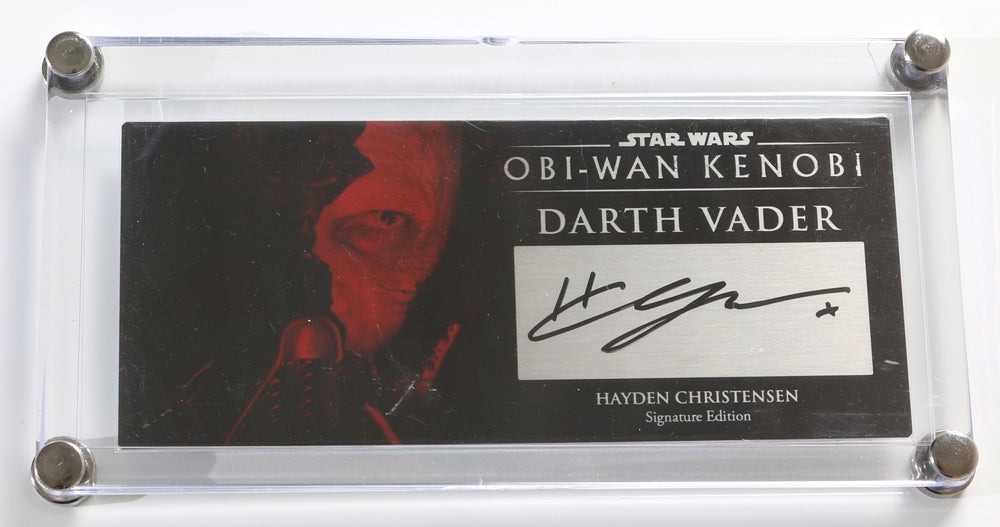 STAR WARS
OBI-WAN KENOBI
DARTH VADER
HAYDEN CHRISTENSEN
Signature Edition